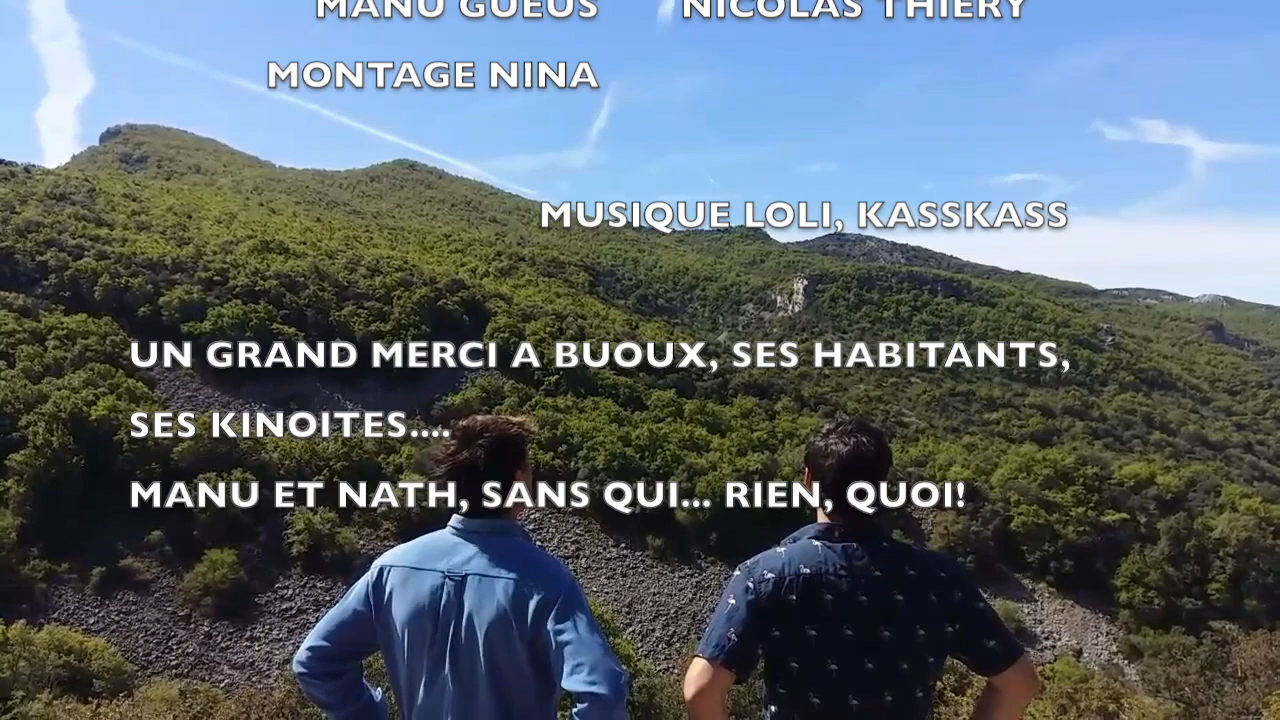 MANU GUEUS NICOLAS THIERY
MONTAGE NINA
MUSIQUE LOLI, KASSKASS
UN GRAND MERCI A BUOUX, SES HABITANTS,
SES KINOITES....
MANU ET NATH, SANS QUI... RIEN, QUOI!